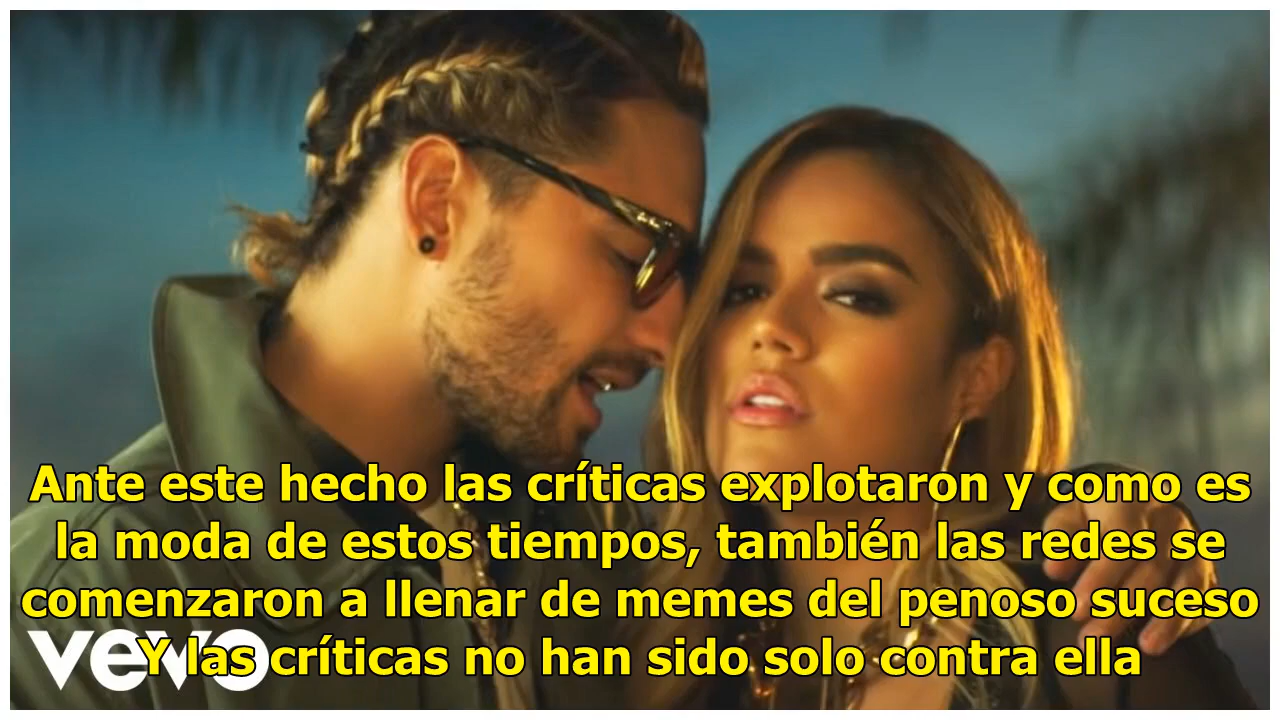 Ante este hecho las críticas explotaron y como es
la moda de estos tiempos, también las redes se
comenzaron a llenar de memes del penoso suceso
Y las críticas no han sido solo contra ella
vevo